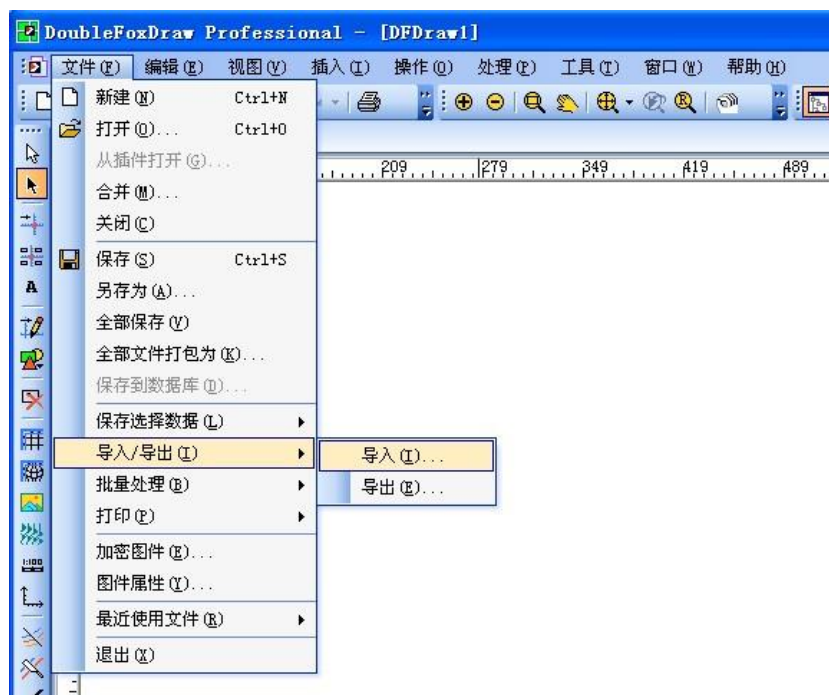 DoubleFoxDraw Professional - [DFDraw1]
文件(F) 编辑(E) 视图(V) 插入(I) 操作(O) 处理(P) 工具(T) 窗口(W) 帮助(H)
新建(N) Ctrl+N
打开(O)... Ctrl+O
从插件打开(G)...
209 279 349 419 489
合并(M)...
关闭(C)
保存(S) Ctrl+S
A
另存为(A)...
全部保存(V)
全部文件打包为(K)...
保存到数据库(D)...
保存选择数据(L)
导入/导出(I)
导入(I)...
批量处理(B)
导出(E)...
打印(P)
加密图件(E)...
1:100
图件属性(Y)...
最近使用文件(R)
退出(X)